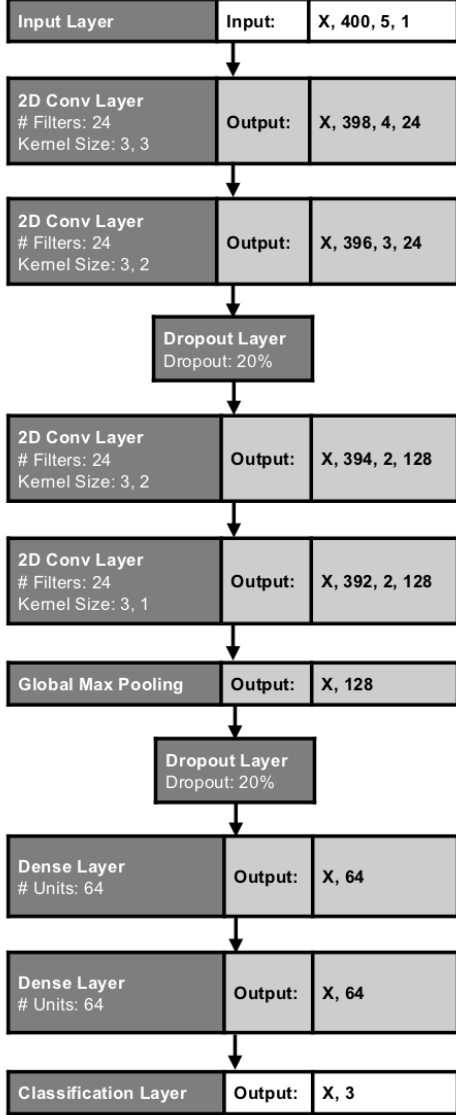 Input Layer Input: X, 400, 5, 1
2D Conv Layer
# Filters: 24
Kernel Size: 3, 3
Output: X, 398, 4, 24
2D Conv Layer
# Filters: 24
Kernel Size: 3, 2
Output: X, 396, 3, 24
Dropout Layer
Dropout: 20%
2D Conv Layer
# Filters: 24
Kernel Size: 3, 2
Output: X, 394, 2, 128
2D Conv Layer
# Filters: 24
Kernel Size: 3, 1
Output: X, 392, 2, 128
Global Max Pooling Output: X, 128
Dropout Layer
Dropout: 20%
Dense Layer
# Units: 64
Output: X, 64
Dense Layer
# Units: 64
Output: X, 64
Classification Layer Output: X, 3